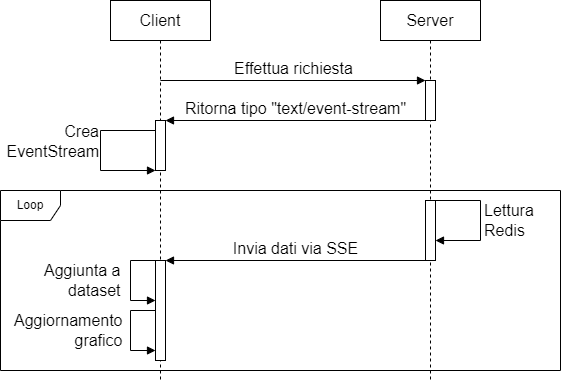 Client
Server
Effettua richiesta
Ritorna tipo "text/event-stream"
Crea
EventStream
Loop
Lettura
Redis
Invia dati via SSE
Aggiunta a
dataset
Aggiornamento
grafico